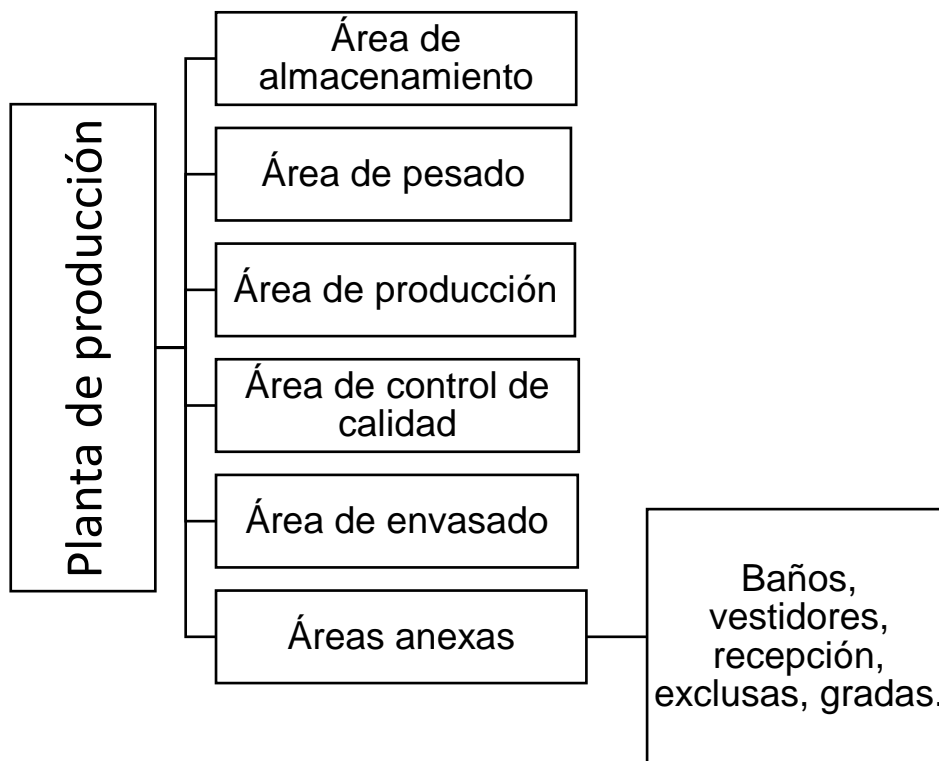 Planta de producción
Área de
almacenamiento
Área de pesado
Área de producción
Área de control de
calidad
Área de envasado
Áreas anexas
Baños,
vestidores,
recepción,
exclusas, gradas.